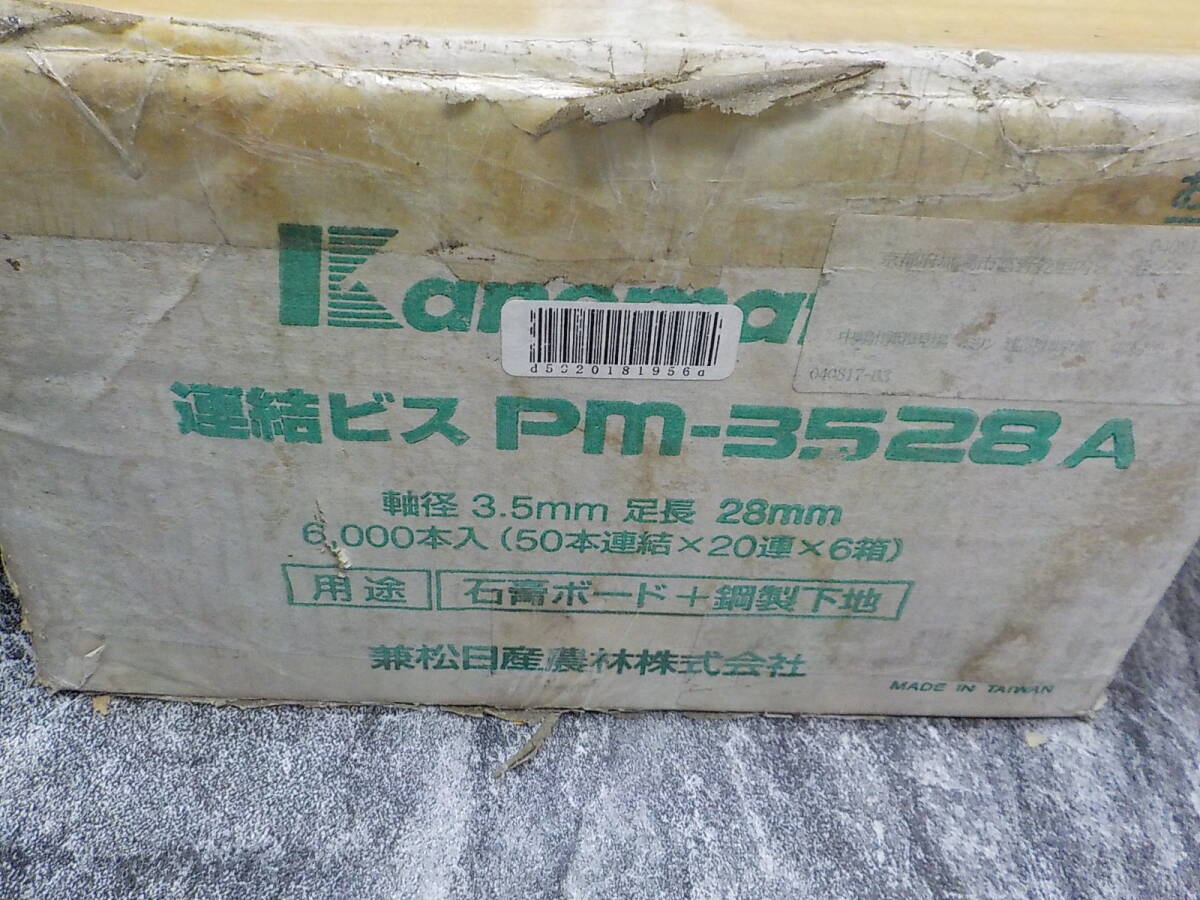 Kanemat
d5020181956a
連結ビス PM-3528A
040817-03
軸径 3.5mm 足長 28mm
6,000本入(50本連結×20連×6箱)
用途 石膏ボード+鋼製下地
兼松日産農林株式会社
MADE IN TAIWAN